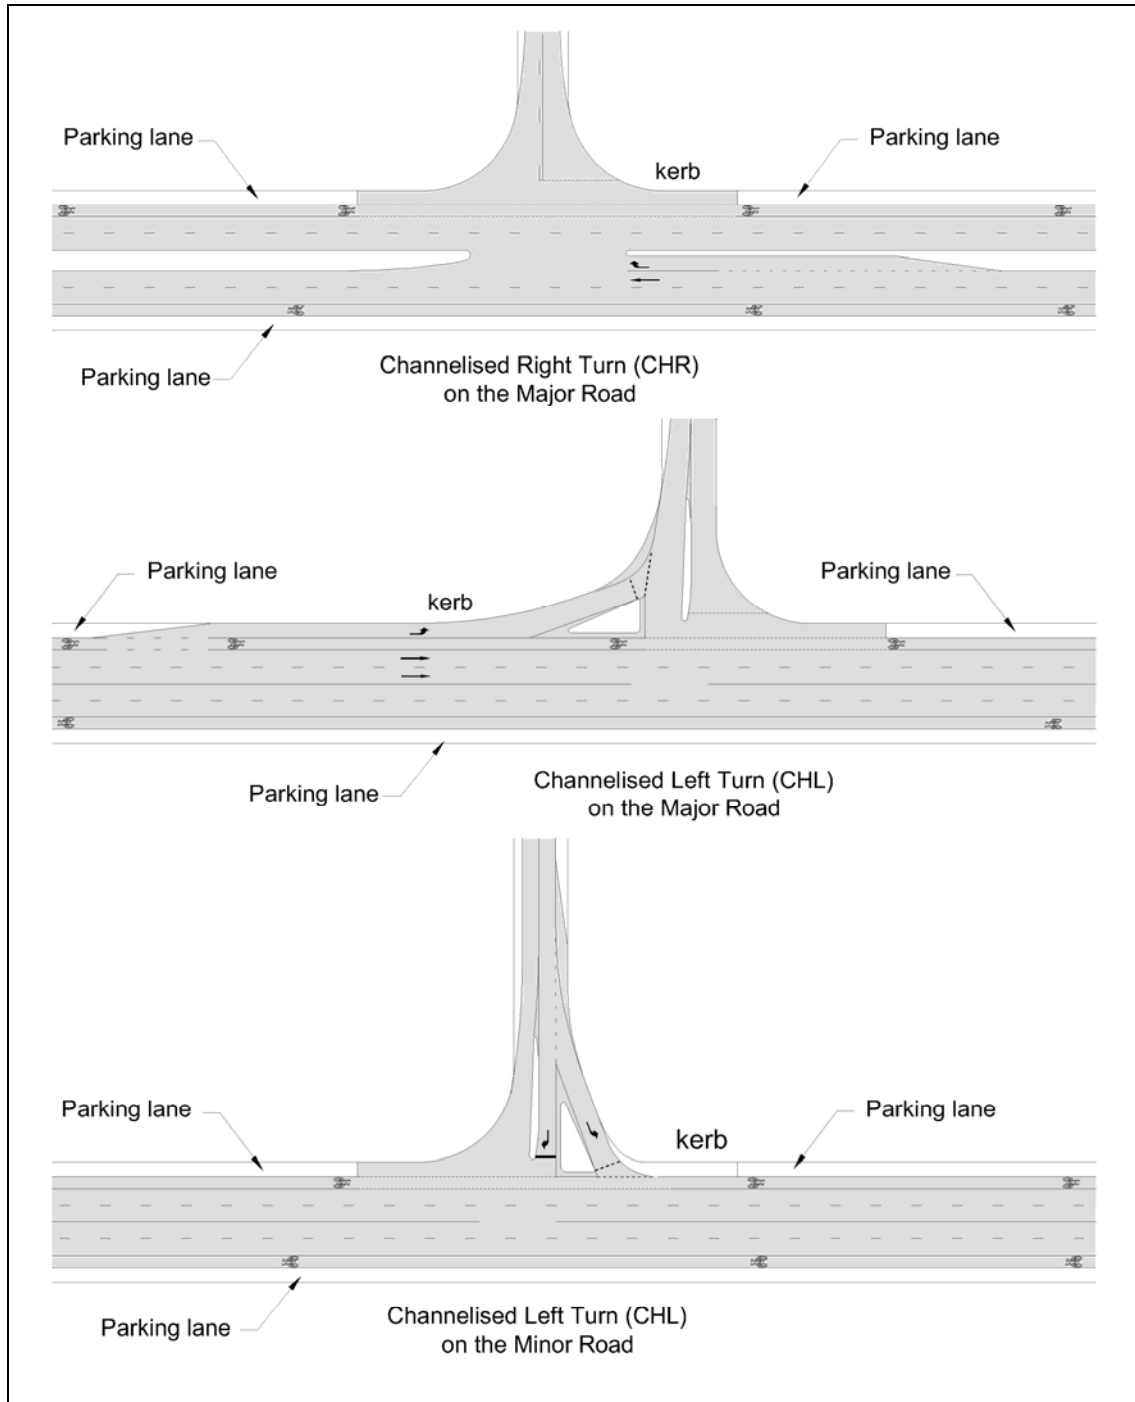 Parking lane
Parking lane
kerb
Parking lane
Channelised Right Turn (CHR)
on the Major Road
Parking lane
Parking lane
kerb
Parking lane
Channelised Left Turn (CHL)
on the Major Road
Parking lane
Parking lane
kerb
Parking lane
Channelised Left Turn (CHL)
on the Minor Road